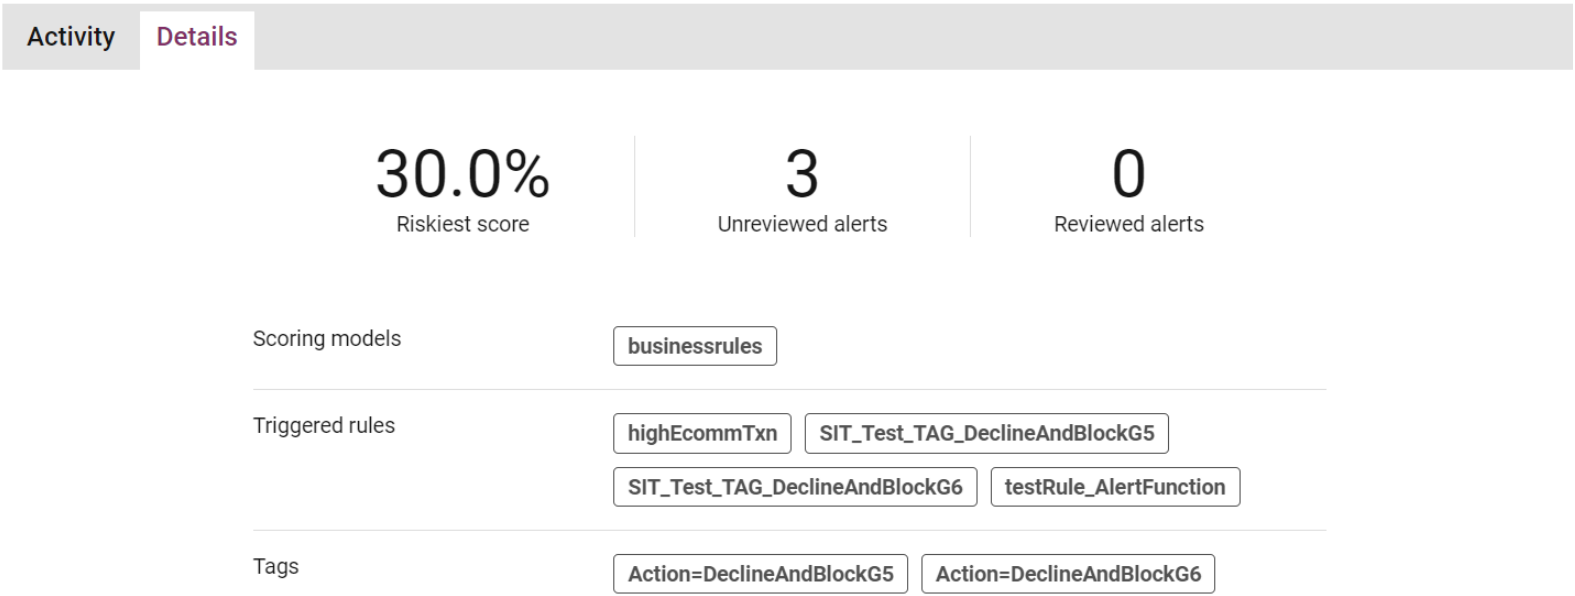 Activity Details
30.0% 3 0
Riskiest score Unreviewed alerts Reviewed alerts
Scoring models businessrules
Triggered rules highEcommTxn SIT_Test_TAG_DeclineAndBlockG5
SIT_Test_TAG_DeclineAndBlockG6 testRule_AlertFunction
Tags Action=DeclineAndBlockG5 Action=DeclineAndBlockG6